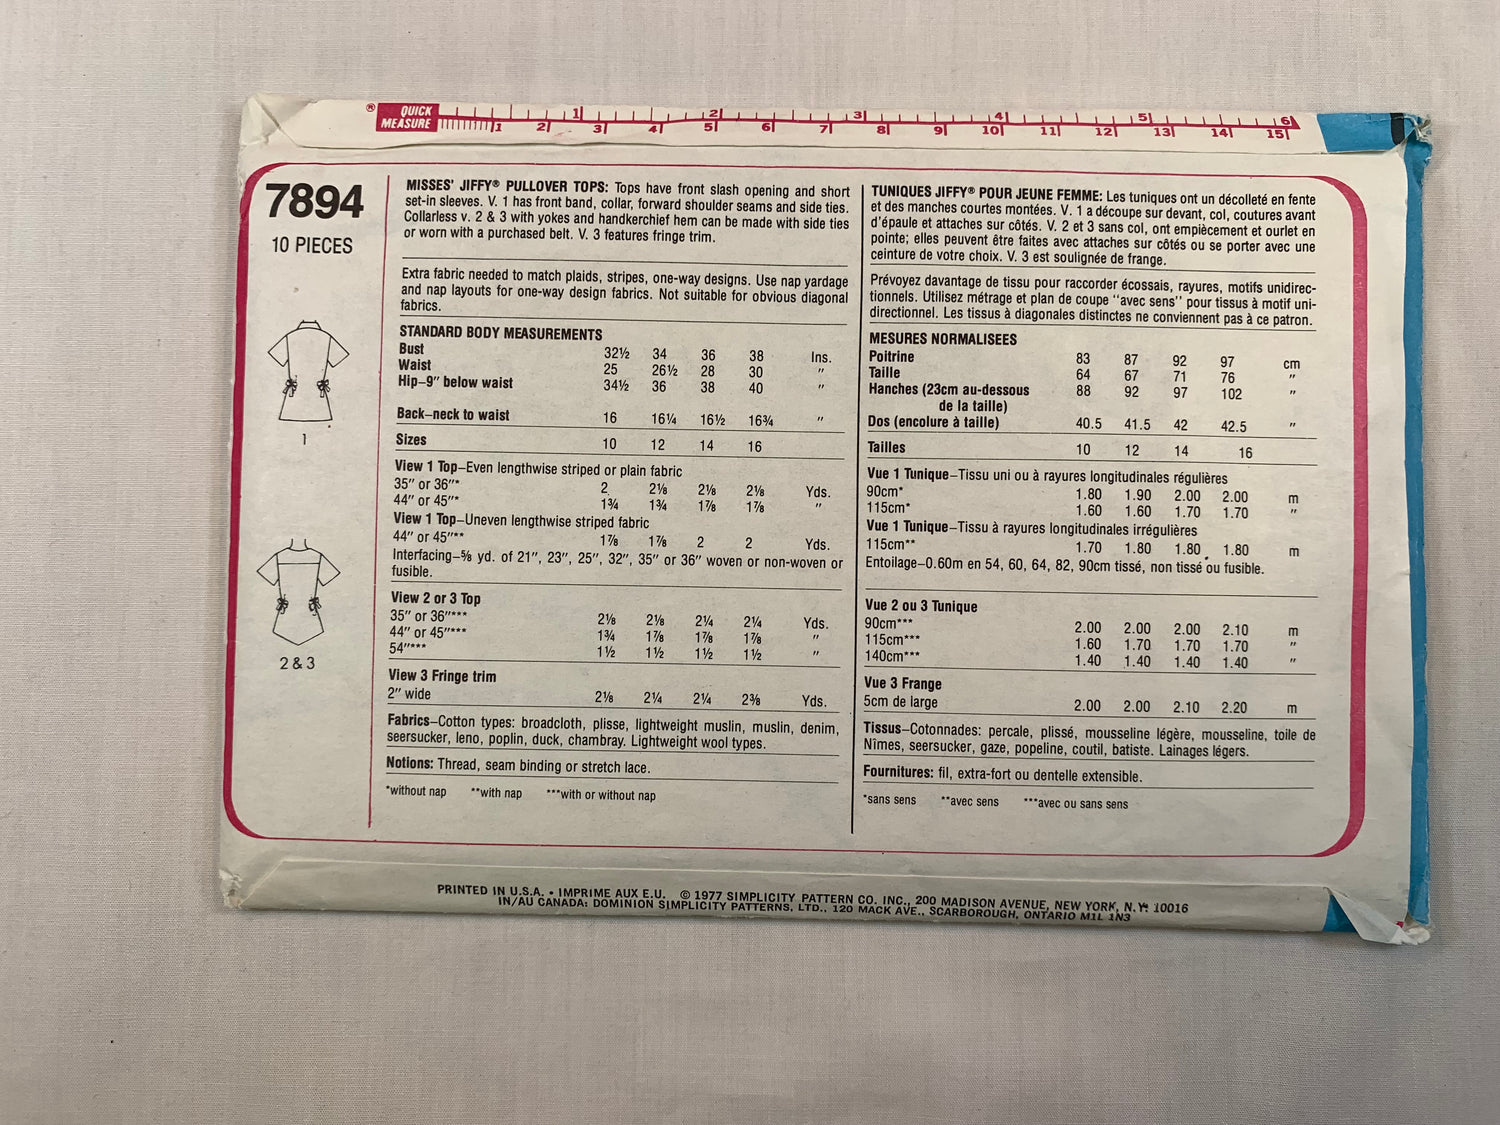 ® QUICK MEASURE
1 2 3 4 5 6
1 2 3 4 5 6 7 8 9 10 11 12 13 14 15
7894
10 PIECES
1
2 & 3
MISSES' JIFFY® PULLOVER TOPS: Tops have front slash opening and short
set-in sleeves. V. 1 has front band, collar, forward shoulder seams and side ties.
Collarless v. 2 & 3 with yokes and handkerchief hem can be made with side ties
or worn with a purchased belt. V. 3 features fringe trim.
Extra fabric needed to match plaids, stripes, one-way designs. Use nap yardage
and nap layouts for one-way design fabrics. Not suitable for obvious diagonal
fabrics.
STANDARD BODY MEASUREMENTS
Bust 32½ 34 36 38 Ins.
Waist 25 26½ 28 30 "
Hip–9" below waist 34½ 36 38 40 "
Back–neck to waist 16 16¼ 16½ 16¾ "
Sizes 10 12 14 16
View 1 Top–Even lengthwise striped or plain fabric
35" or 36"* 2 2⅛ 2⅛ 2⅛ Yds.
44" or 45"* 1¾ 1¾ 1⅞ 1⅞ "
View 1 Top–Uneven lengthwise striped fabric
44" or 45"** 1⅞ 1⅞ 2 2 Yds.
Interfacing–⅝ yd. of 21", 23", 25", 32", 35" or 36" woven or non-woven or
fusible.
View 2 or 3 Top
35" or 36"*** 2⅛ 2⅛ 2¼ 2¼ Yds.
44" or 45"*** 1¾ 1⅞ 1⅞ 1⅞ "
54"*** 1½ 1½ 1½ 1½ "
View 3 Fringe trim
2" wide 2⅛ 2¼ 2¼ 2⅜ Yds.
Fabrics–Cotton types: broadcloth, plisse, lightweight muslin, muslin, denim,
seersucker, leno, poplin, duck, chambray. Lightweight wool types.
Notions: Thread, seam binding or stretch lace.
*without nap **with nap ***with or without nap
TUNIQUES JIFFY® POUR JEUNE FEMME: Les tuniques ont un décolleté en fente
et des manches courtes montées. V. 1 a découpe sur devant, col, coutures avant
d'épaule et attaches sur côtés. V. 2 et 3 sans col, ont empiècement et ourlet en
pointe; elles peuvent être faites avec attaches sur côtés ou se porter avec une
ceinture de votre choix. V. 3 est soulignée de frange.
Prévoyez davantage de tissu pour raccorder écossais, rayures, motifs unidirec-
tionnels. Utilisez métrage et plan de coupe "avec sens" pour tissus à motif uni-
directionnel. Les tissus à diagonales distinctes ne conviennent pas à ce patron.
MESURES NORMALISEES
Poitrine 83 87 92 97 cm
Taille 64 67 71 76 "
Hanches (23cm au-dessous 88 92 97 102 "
de la taille)
Dos (encolure à taille) 40.5 41.5 42 42.5 "
Tailles 10 12 14 16
Vue 1 Tunique–Tissu uni ou à rayures longitudinales régulières
90cm* 1.80 1.90 2.00 2.00 m
115cm* 1.60 1.60 1.70 1.70 "
Vue 1 Tunique–Tissu à rayures longitudinales irrégulières
115cm** 1.70 1.80 1.80 1.80 m
Entoilage–0.60m en 54, 60, 64, 82, 90cm tissé, non tissé ou fusible.
Vue 2 ou 3 Tunique
90cm*** 2.00 2.00 2.00 2.10 m
115cm*** 1.60 1.70 1.70 1.70 "
140cm*** 1.40 1.40 1.40 1.40 "
Vue 3 Frange
5cm de large 2.00 2.00 2.10 2.20 m
Tissus–Cotonnades: percale, plissé, mousseline légère, mousseline, toile de
Nîmes, seersucker, gaze, popeline, coutil, batiste. Lainages légers.
Fournitures: fil, extra-fort ou dentelle extensible.
*sans sens **avec sens ***avec ou sans sens
PRINTED IN U.S.A. • IMPRIME AUX E.U. © 1977 SIMPLICITY PATTERN CO. INC., 200 MADISON AVENUE, NEW YORK, N.Y. 10016
IN/AU CANADA: DOMINION SIMPLICITY PATTERNS, LTD., 120 MACK AVE., SCARBOROUGH, ONTARIO M1L 1N3